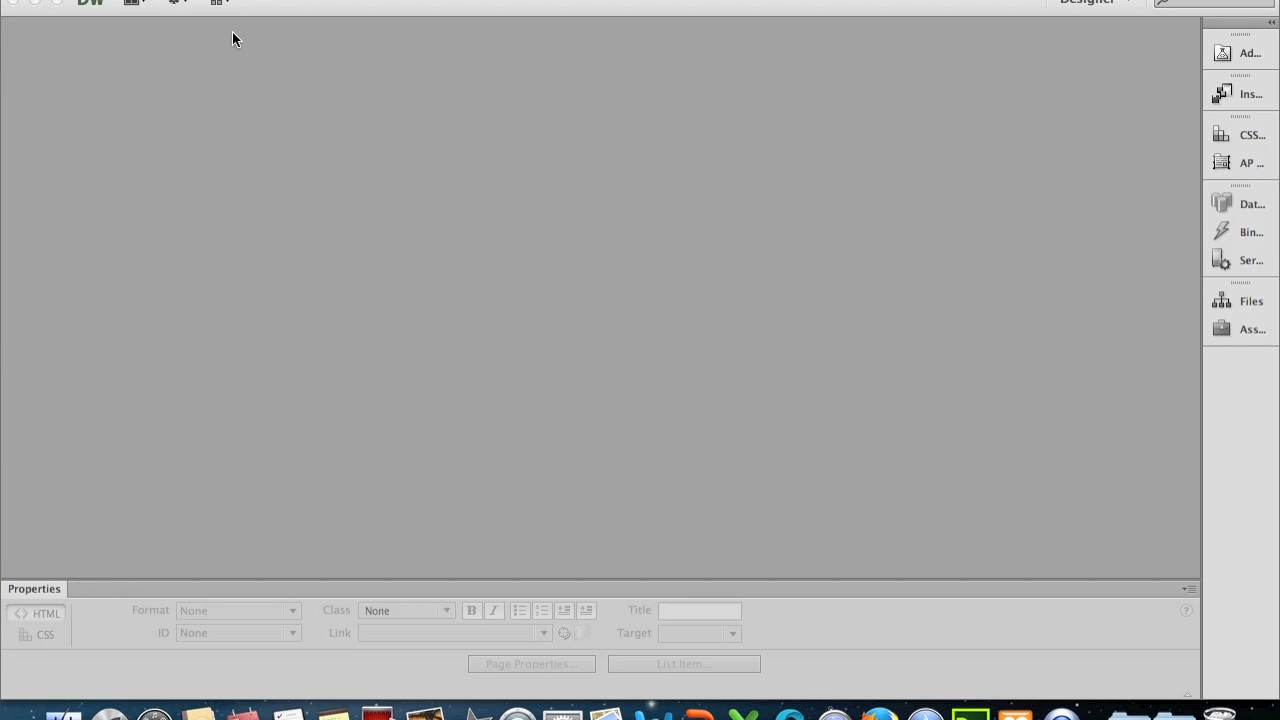 DW
Designer
Ad...
Ins...
CSS...
AP ...
Dat...
Bin...
Ser...
Files
Ass...
Properties
<> HTML Format None Class None B I Title
CSS ID None Link Target
Page Properties... List Item...